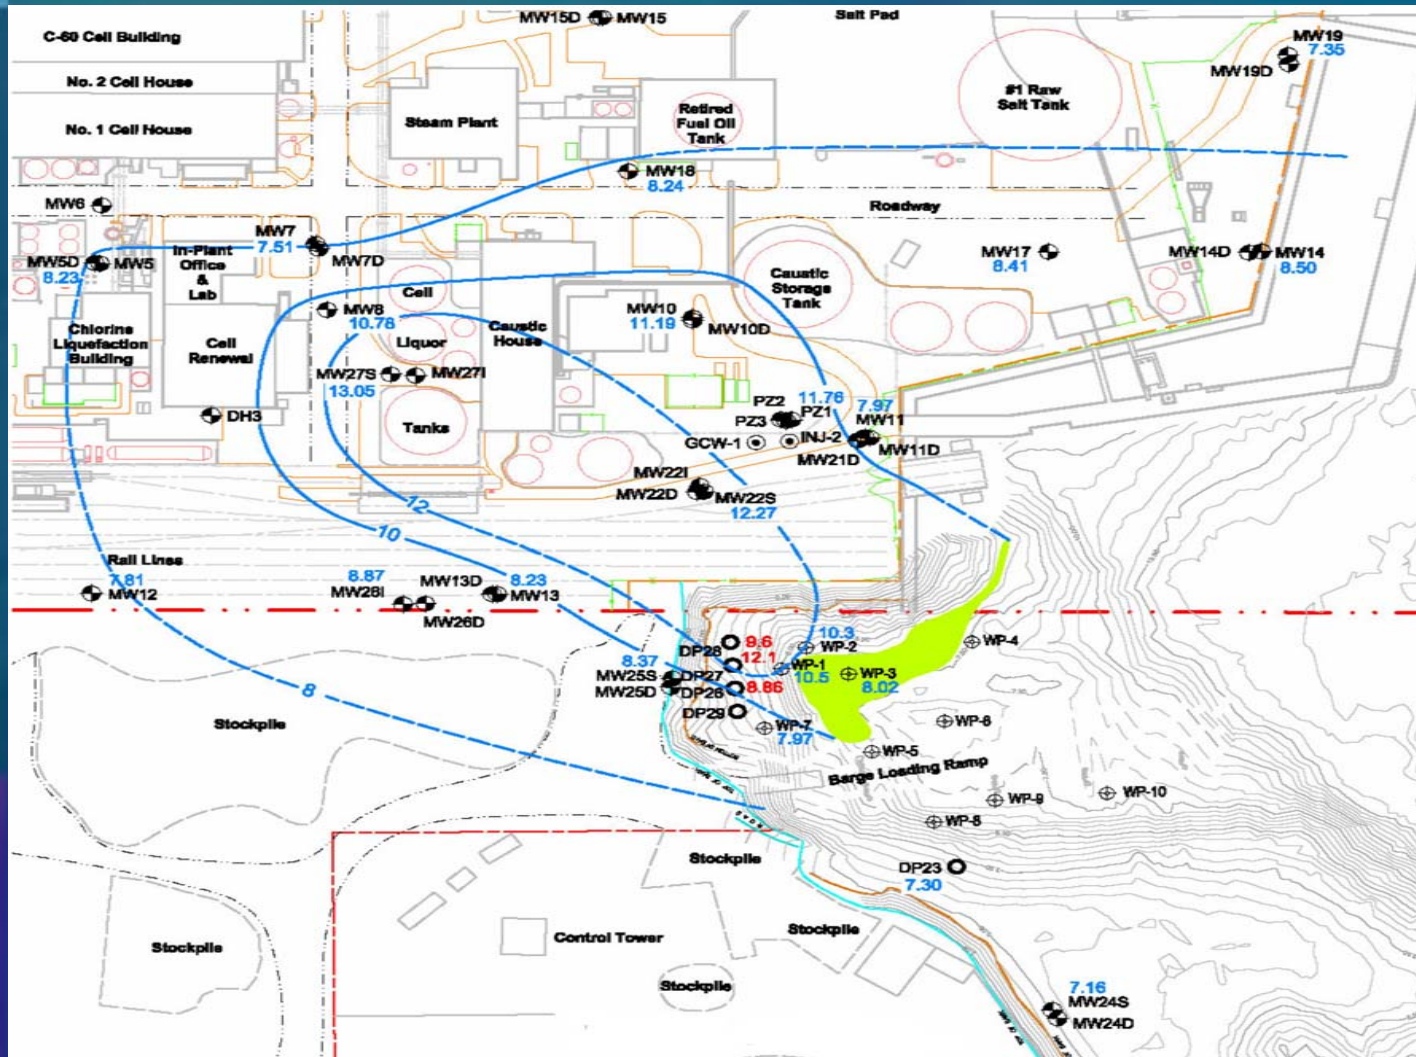 MW15D MW15
Salt Pad
C-60 Cell Building
MW19
7.35
MW19D
No. 2 Cell House
#1 Raw
Salt Tank
Retired
Fuel Oil
Tank
Steam Plant
No. 1 Cell House
MW18
8.24
MW6
Roadway
MW7
7.51
MW7D
In-Plant
Office
&
Lab
MW5D MW5
8.23
MW17
8.41
MW14D MW14
8.50
Caustic
Storage
Tank
Cell
MW8
10.78
MW10
11.19
MW10D
Caustic
House
Chlorine
Liquefaction
Building
Cell
Renewal
Liquor
MW27S MW27I
13.05
11.76
7.97
PZ2
PZ1
PZ3
MW11
DH3
Tanks
GCW-1
INJ-2
MW11D
MW21D
MW22I
MW22D
MW22S
12.27
12
10
Rail Lines
7.81
MW12
8.87
MW26I
MW26D
MW13D
8.23
MW13
9.6
DP28
12.1
10.3
WP-2
WP-4
8.37
MW25S
MW25D
DP27
DP26
8.86
WP-1
10.5
WP-3
8.02
8
DP29
WP-7
7.97
WP-6
WP-5
Stockpile
Barge Loading Ramp
WP-9
WP-10
WP-8
Stockpile
DP23
7.30
Stockpile
Control Tower
Stockpile
Stockpile
7.16
MW24S
MW24D